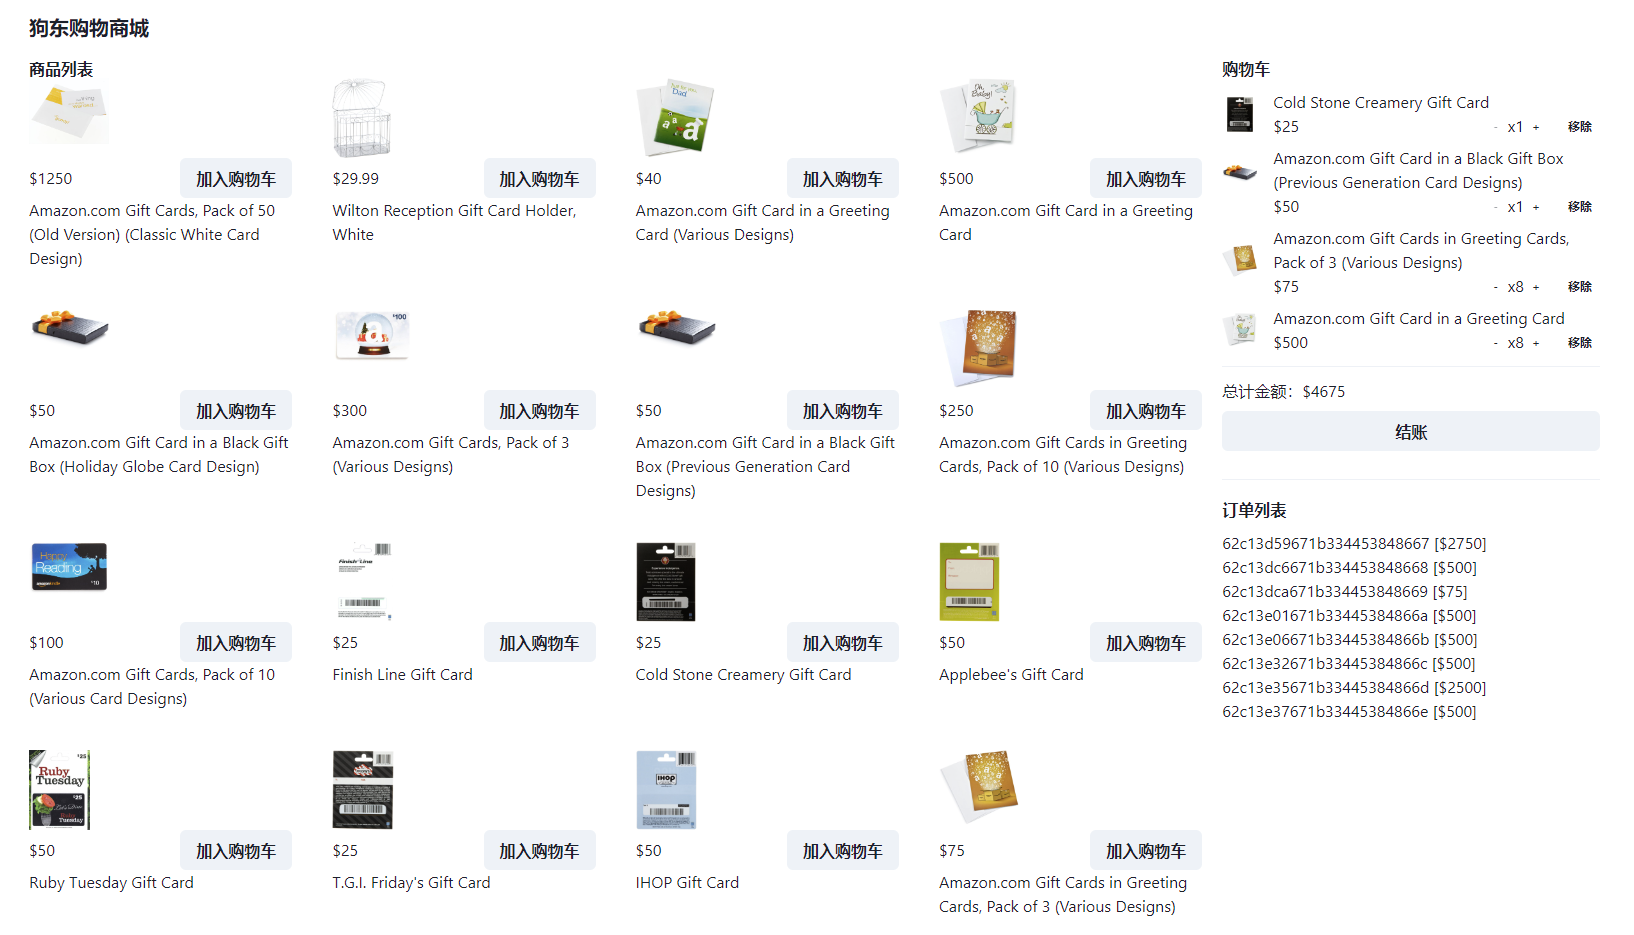 狗东购物商城
商品列表
$1250
加入购物车
Amazon.com Gift Cards, Pack of 50
(Old Version) (Classic White Card
Design)
$29.99
加入购物车
Wilton Reception Gift Card Holder,
White
$40
加入购物车
Amazon.com Gift Card in a Greeting
Card (Various Designs)
$500
加入购物车
Amazon.com Gift Card in a Greeting
Card
$50
加入购物车
Amazon.com Gift Card in a Black Gift
Box (Holiday Globe Card Design)
$100
$300
加入购物车
Amazon.com Gift Cards, Pack of 3
(Various Designs)
$50
加入购物车
Amazon.com Gift Card in a Black Gift
Box (Previous Generation Card
Designs)
$250
加入购物车
Amazon.com Gift Cards in Greeting
Cards, Pack of 10 (Various Designs)
Happy
Reading
$10
$100
加入购物车
Amazon.com Gift Cards, Pack of 10
(Various Card Designs)
Finish Line
$25
加入购物车
Finish Line Gift Card
$25
加入购物车
Cold Stone Creamery Gift Card
$50
加入购物车
Applebee's Gift Card
$25
Ruby
Tuesday
$25
$50
加入购物车
Ruby Tuesday Gift Card
$25
加入购物车
T.G.I. Friday's Gift Card
IHOP
$50
加入购物车
IHOP Gift Card
$75
加入购物车
Amazon.com Gift Cards in Greeting
Cards, Pack of 3 (Various Designs)
购物车
Cold Stone Creamery Gift Card
$25 - x1 + 移除
Amazon.com Gift Card in a Black Gift Box
(Previous Generation Card Designs)
$50 - x1 + 移除
Amazon.com Gift Cards in Greeting Cards,
Pack of 3 (Various Designs)
$75 - x8 + 移除
Amazon.com Gift Card in a Greeting Card
$500 - x8 + 移除
总计金额：$4675
结账
订单列表
62c13d59671b334453848667 [$2750]
62c13dc6671b334453848668 [$500]
62c13dca671b334453848669 [$75]
62c13e01671b33445384866a [$500]
62c13e06671b33445384866b [$500]
62c13e32671b33445384866c [$500]
62c13e35671b33445384866d [$2500]
62c13e37671b33445384866e [$500]